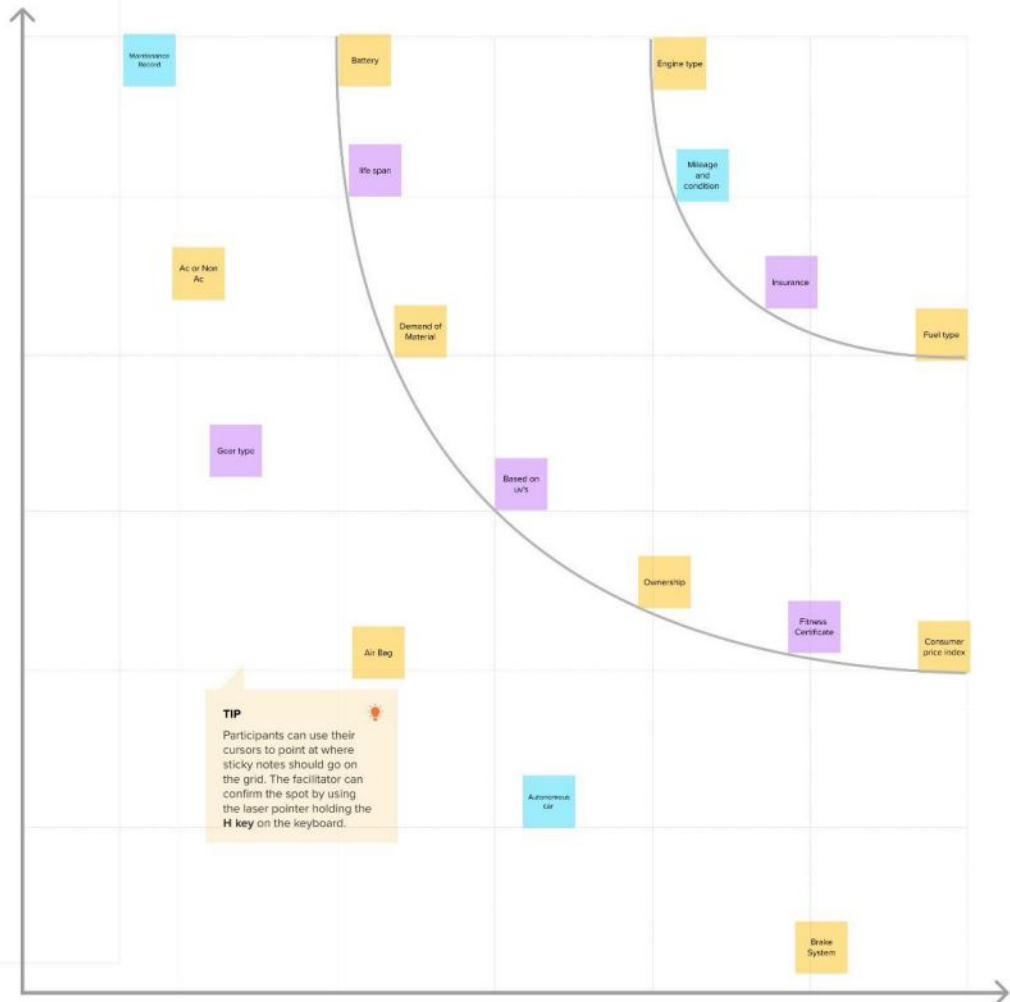 Maintenance
Record
Battery
Engine type
life span
Mileage
and
condition
Ac or Non
Ac
Insurance
Demand of
Material
Fuel type
Gear type
Based on
uv's
Ownership
Fitness
Certificate
Consumer
price index
Air Bag
TIP
Participants can use their
cursors to point at where
sticky notes should go on
the grid. The facilitator can
confirm the spot by using
the laser pointer holding the
H key on the keyboard.
Autonomous
car
Brake
System